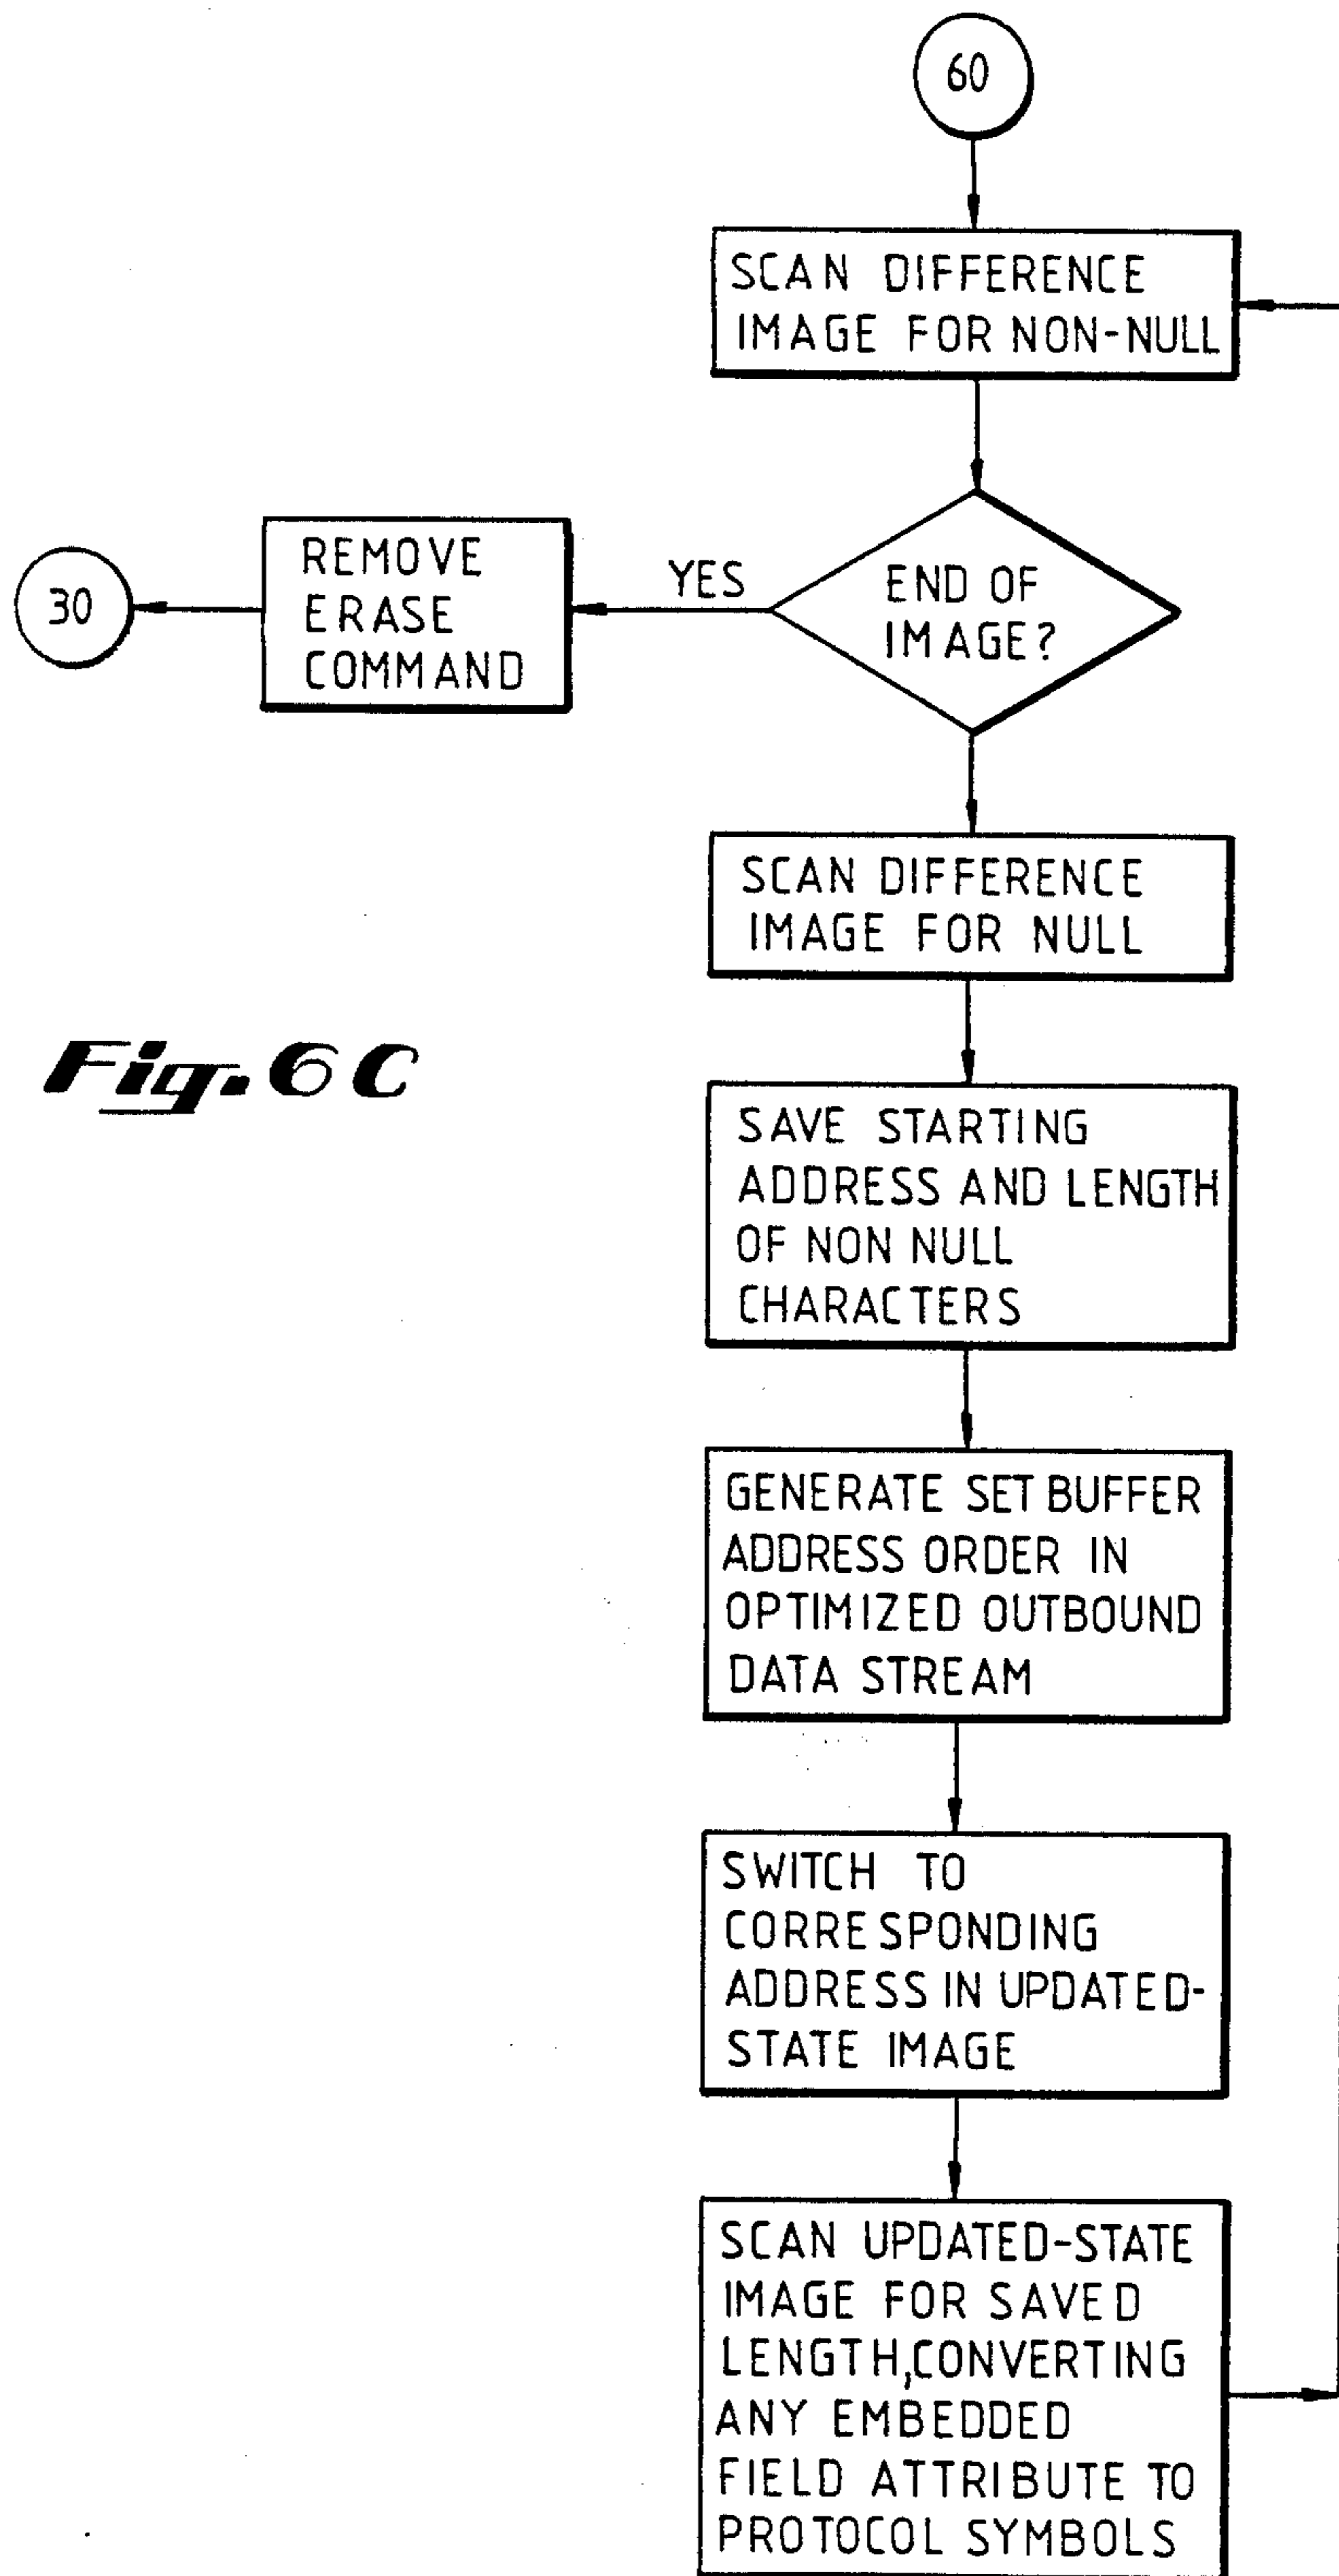 60
SCAN DIFFERENCE
IMAGE FOR NON-NULL
END OF
IMAGE?
YES
REMOVE
ERASE
COMMAND
30
SCAN DIFFERENCE
IMAGE FOR NULL
Fig. 6C
SAVE STARTING
ADDRESS AND LENGTH
OF NON NULL
CHARACTERS
GENERATE SET BUFFER
ADDRESS ORDER IN
OPTIMIZED OUTBOUND
DATA STREAM
SWITCH TO
CORRESPONDING
ADDRESS IN UPDATED-
STATE IMAGE
SCAN UPDATED-STATE
IMAGE FOR SAVED
LENGTH,CONVERTING
ANY EMBEDDED
FIELD ATTRIBUTE TO
PROTOCOL SYMBOLS